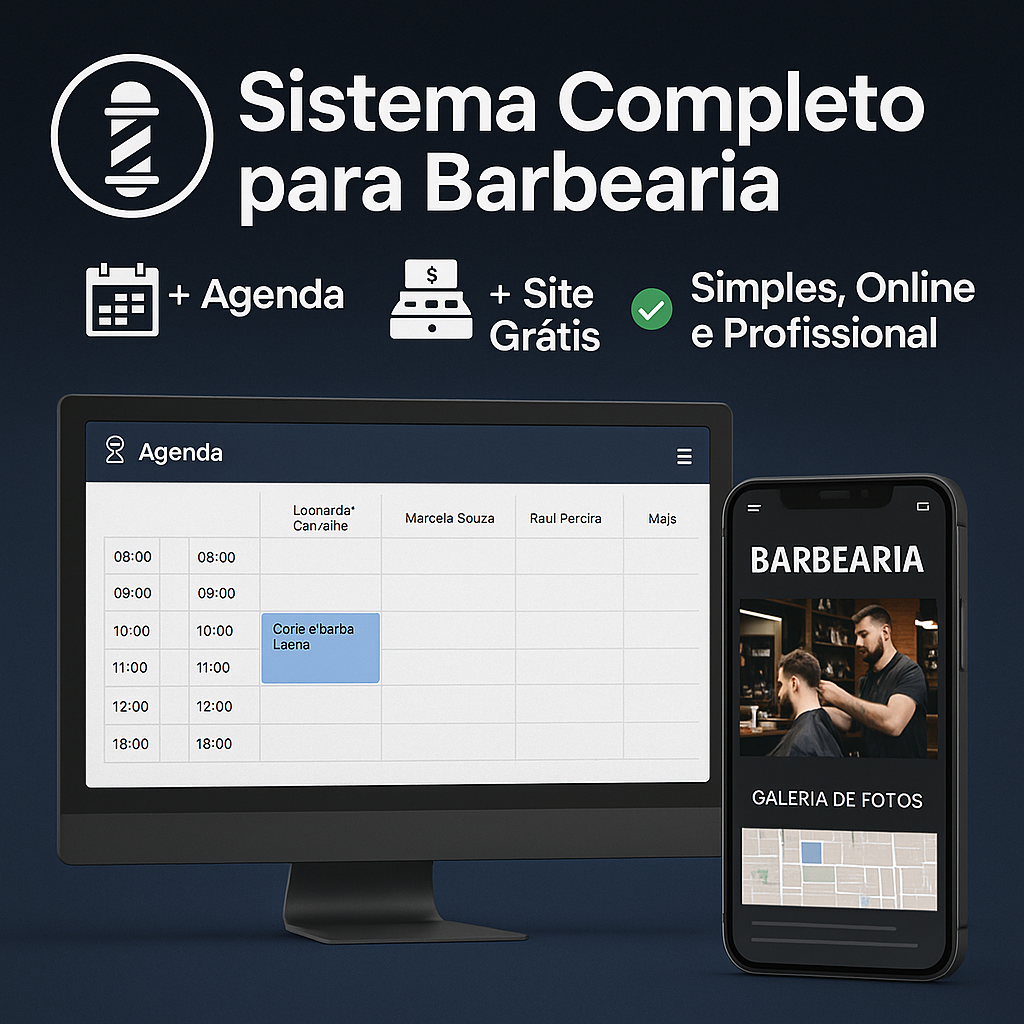 Sistema Completo
para Barbearia
+ Agenda
$
+ Site
Grátis
Simples, Online
e Profissional
Agenda
Loonarda*
Marcela Souza
Raul Percira
Majs
08:00 08:00
09:00 09:00
10:00 10:00
11:00 11:00
12:00 12:00
18:00 18:00
Corie e'barba
Laena
BARBEARIA
GALERIA DE FOTOS